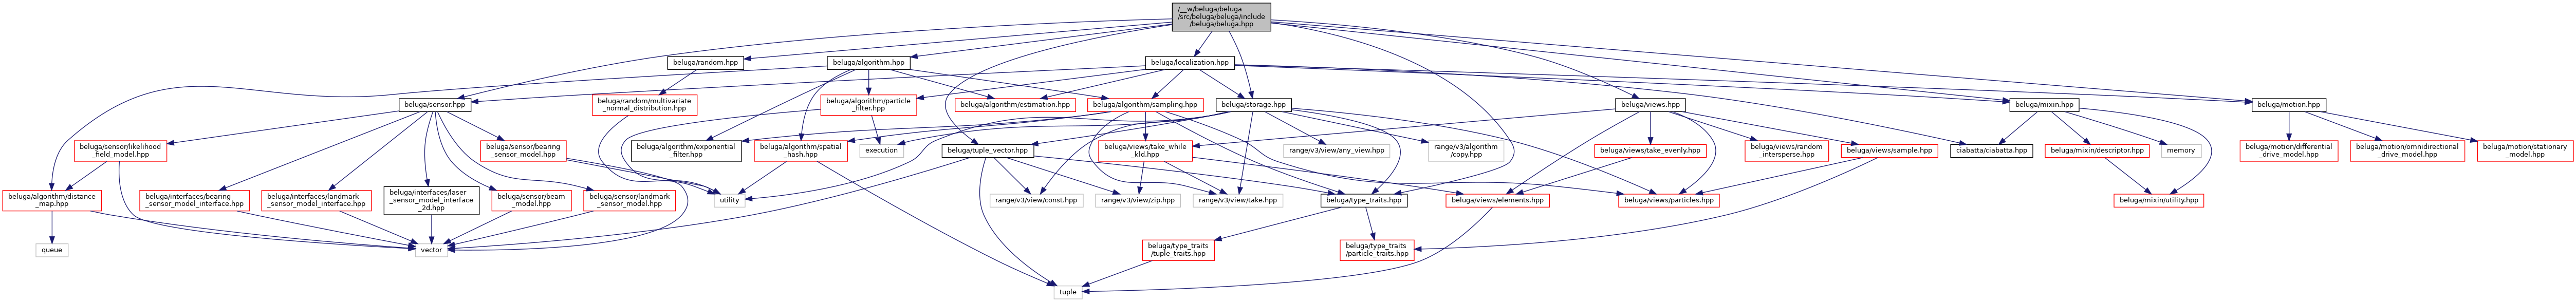 /__w/beluga/beluga
/src/beluga/beluga/include
/beluga/beluga.hpp
beluga/random.hpp
beluga/algorithm.hpp
beluga/localization.hpp
beluga/sensor.hpp
beluga/random/multivariate
_normal_distribution.hpp
beluga/algorithm/particle
_filter.hpp
beluga/algorithm/estimation.hpp
beluga/algorithm/sampling.hpp
beluga/storage.hpp
beluga/views.hpp
beluga/mixin.hpp
beluga/motion.hpp
beluga/sensor/likelihood
_field_model.hpp
beluga/sensor/bearing
_sensor_model.hpp
beluga/algorithm/exponential
_filter.hpp
beluga/algorithm/spatial
_hash.hpp
execution
beluga/tuple_vector.hpp
beluga/views/take_while
_kld.hpp
range/v3/view/any_view.hpp
range/v3/algorithm
/copy.hpp
beluga/views/take_evenly.hpp
beluga/views/random
_intersperse.hpp
beluga/views/sample.hpp
ciabatta/ciabatta.hpp
beluga/mixin/descriptor.hpp
memory
beluga/motion/differential
_drive_model.hpp
beluga/motion/omnidirectional
_drive_model.hpp
beluga/motion/stationary
_model.hpp
beluga/algorithm/distance
_map.hpp
beluga/interfaces/bearing
_sensor_model_interface.hpp
beluga/interfaces/landmark
_sensor_model_interface.hpp
beluga/interfaces/laser
_sensor_model_interface
_2d.hpp
beluga/sensor/beam
_model.hpp
beluga/sensor/landmark
_sensor_model.hpp
utility
range/v3/view/const.hpp
range/v3/view/zip.hpp
range/v3/view/take.hpp
beluga/type_traits.hpp
beluga/views/elements.hpp
beluga/views/particles.hpp
beluga/mixin/utility.hpp
queue
vector
beluga/type_traits
/tuple_traits.hpp
beluga/type_traits
/particle_traits.hpp
tuple